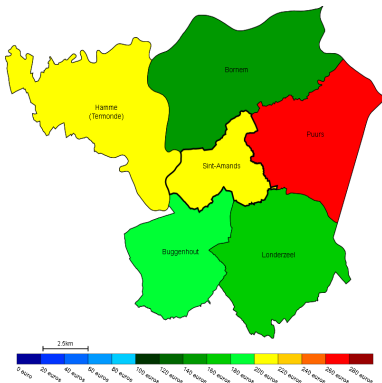 Bornem
Hamme
(Termonde)
Puurs
Sint-Amands
Buggenhout
Londerzeel
2.5km
0 euro
20 euros
40 euros
60 euros
80 euros
100 euros
120 euros
140 euros
160 euros
180 euros
200 euros
220 euros
240 euros
260 euros
280 euros